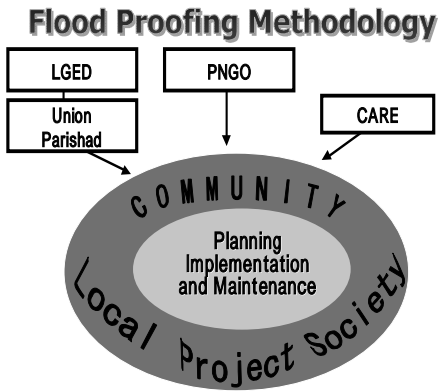 Flood Proofing Methodology
LGED
PNGO
Union
Parishad
CARE
COMMUNITY
Planning
Implementation
and Maintenance
Local Project Society